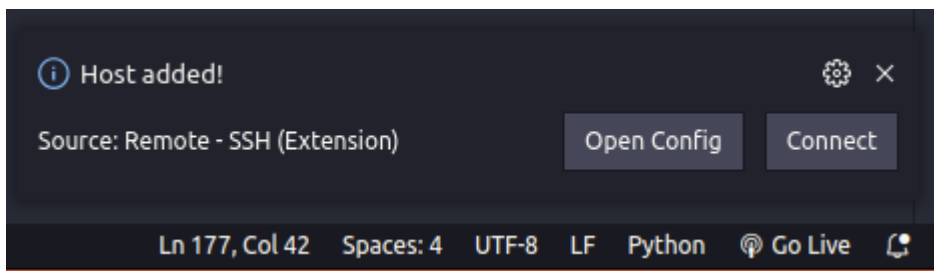 Host added!
Source: Remote - SSH (Extension) Open Config Connect
Ln 177, Col 42 Spaces: 4 UTF-8 LF Python Go Live